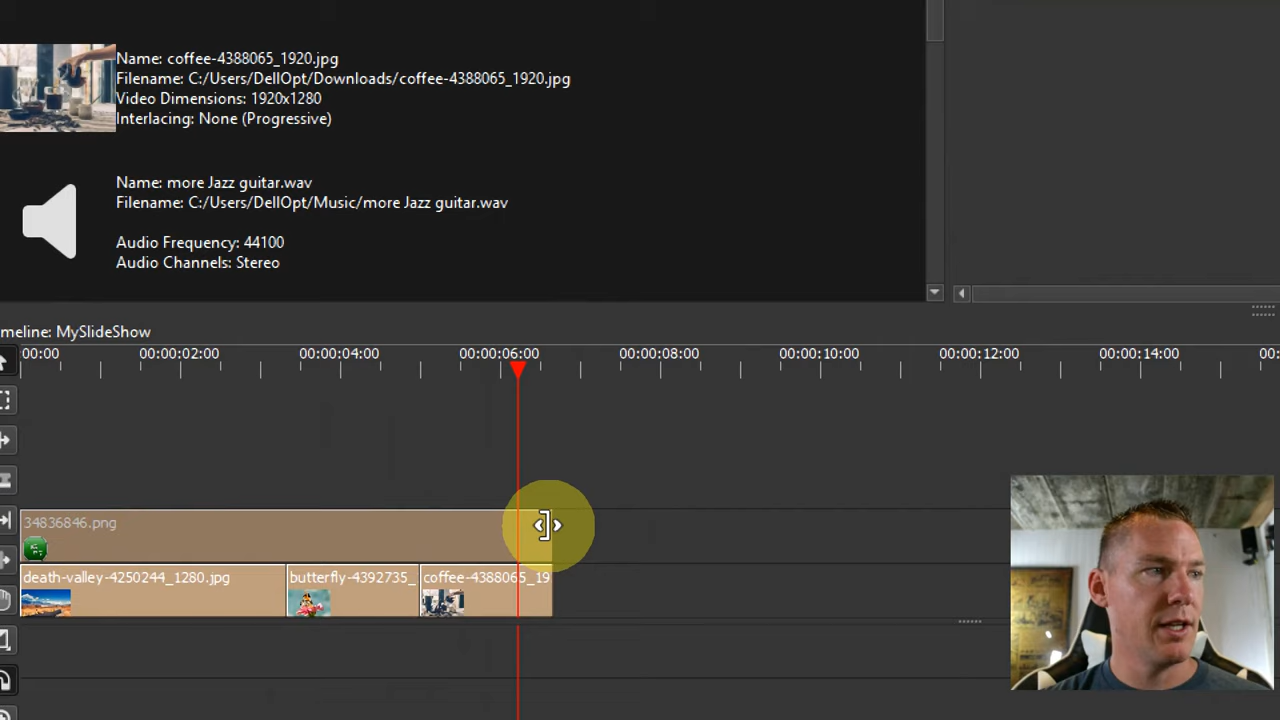 Name: coffee-4388065_1920.jpg
Filename: C:/Users/DellOpt/Downloads/coffee-4388065_1920.jpg
Video Dimensions: 1920x1280
Interlacing: None (Progressive)
Name: more Jazz guitar.wav
Filename: C:/Users/DellOpt/Music/more Jazz guitar.wav
Audio Frequency: 44100
Audio Channels: Stereo
imeline: MySlideShow
00:00 00:00:02:00 00:00:04:00 00:00:06:00 00:00:08:00 00:00:10:00 00:00:12:00 00:00:14:00 00:
34836846.png
death-valley-4250244_1280.jpg butterfly-4392735_ coffee-4388065_19